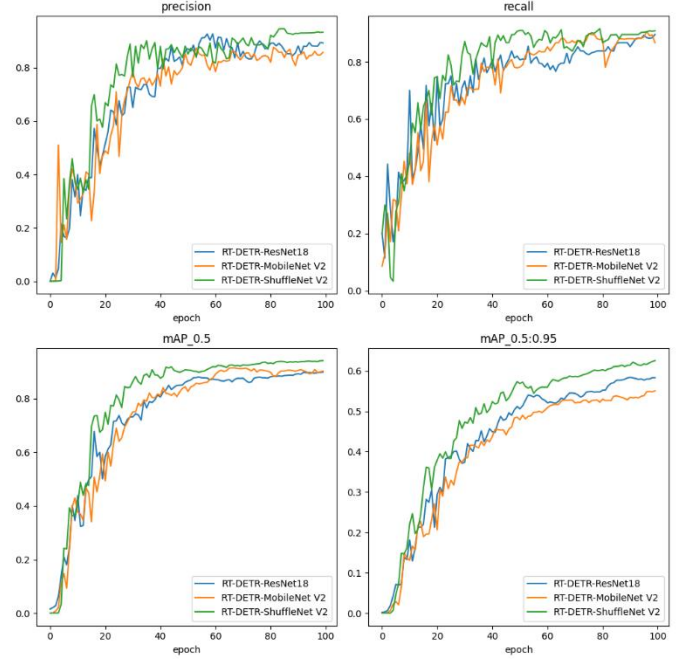 precision
0.8
0.6
0.4
0.2
0.0
RT-DETR-ResNet18
RT-DETR-MobileNet V2
RT-DETR-ShuffleNet V2
0 20 40 60 80 100
epoch
recall
0.8
0.6
0.4
0.2
0.0
RT-DETR-ResNet18
RT-DETR-MobileNet V2
RT-DETR-ShuffleNet V2
0 20 40 60 80 100
epoch
mAP_0.5
0.8
0.6
0.4
0.2
0.0
RT-DETR-ResNet18
RT-DETR-MobileNet V2
RT-DETR-ShuffleNet V2
0 20 40 60 80 100
epoch
mAP_0.5:0.95
0.6
0.5
0.4
0.3
0.2
0.1
0.0
RT-DETR-ResNet18
RT-DETR-MobileNet V2
RT-DETR-ShuffleNet V2
0 20 40 60 80 100
epoch